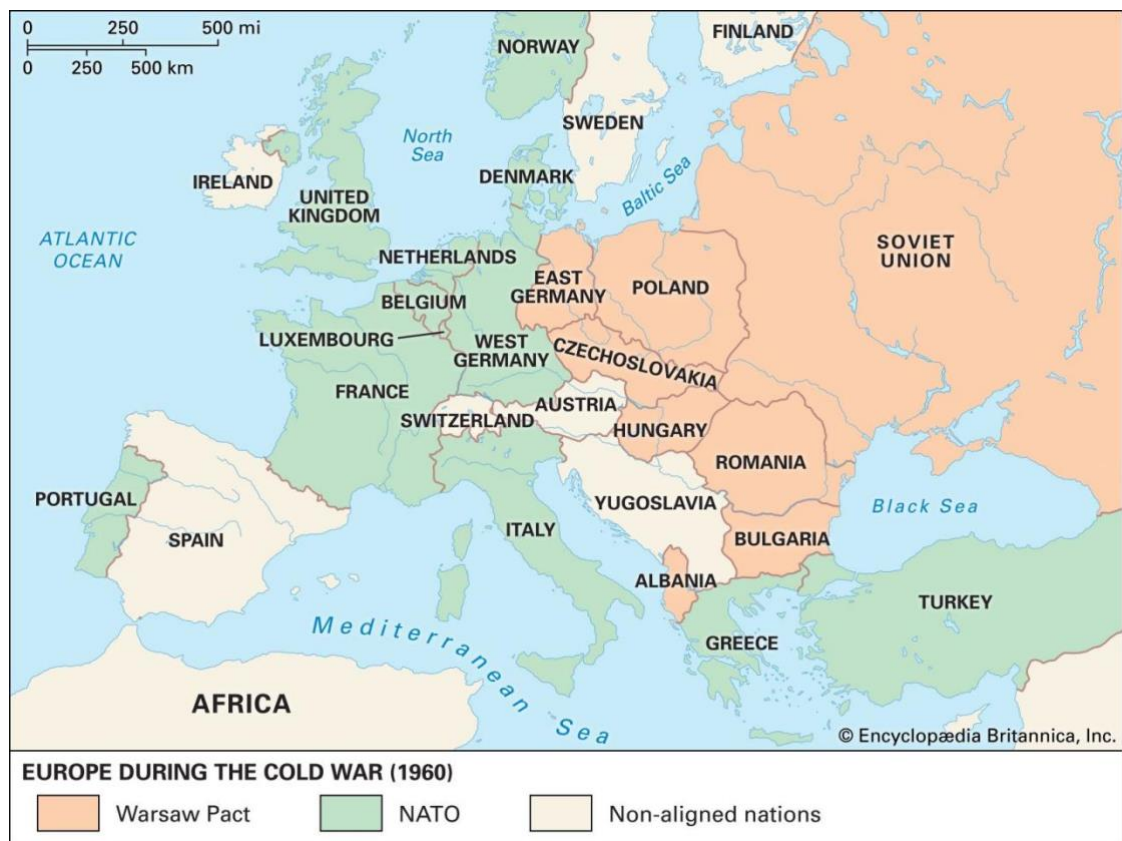 0 250 500 mi
0 250 500 km
NORWAY
FINLAND
SWEDEN
North
Sea
Baltic Sea
DENMARK
IRELAND
UNITED
KINGDOM
ATLANTIC
OCEAN
NETHERLANDS
BELGIUM
LUXEMBOURG
EAST
GERMANY
POLAND
SOVIET
UNION
WEST
GERMANY
CZECHOSLOVAKIA
FRANCE
SWITZERLAND
AUSTRIA
HUNGARY
ROMANIA
PORTUGAL
SPAIN
ITALY
YUGOSLAVIA
Black Sea
BULGARIA
ALBANIA
TURKEY
GREECE
Mediterranean Sea
AFRICA
© Encyclopædia Britannica, Inc.
EUROPE DURING THE COLD WAR (1960)
Warsaw Pact
NATO
Non-aligned nations